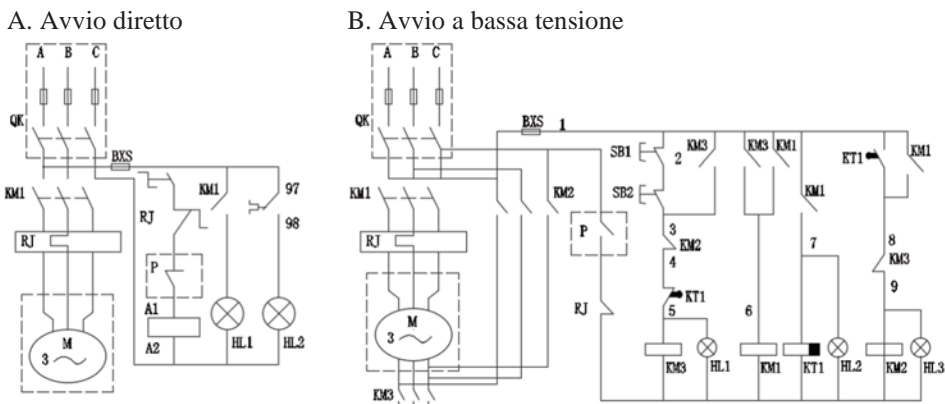 A. Avvio diretto
B. Avvio a bassa tensione
A B C
QK
BXS
KM1
RJ
M
3
RJ
P
A1
A2
KM1
97
98
HL1
HL2
A B C
QK
BXS
1
KM1
RJ
M
3
KM3
KM2
P
RJ
SB1
2
SB2
KM3
3
KM2
4
KT1
5
KM3
HL1
KM3
KM1
6
KM1
KM1
7
KT1
HL2
KT1
KM1
8
KM3
9
KM2
HL3